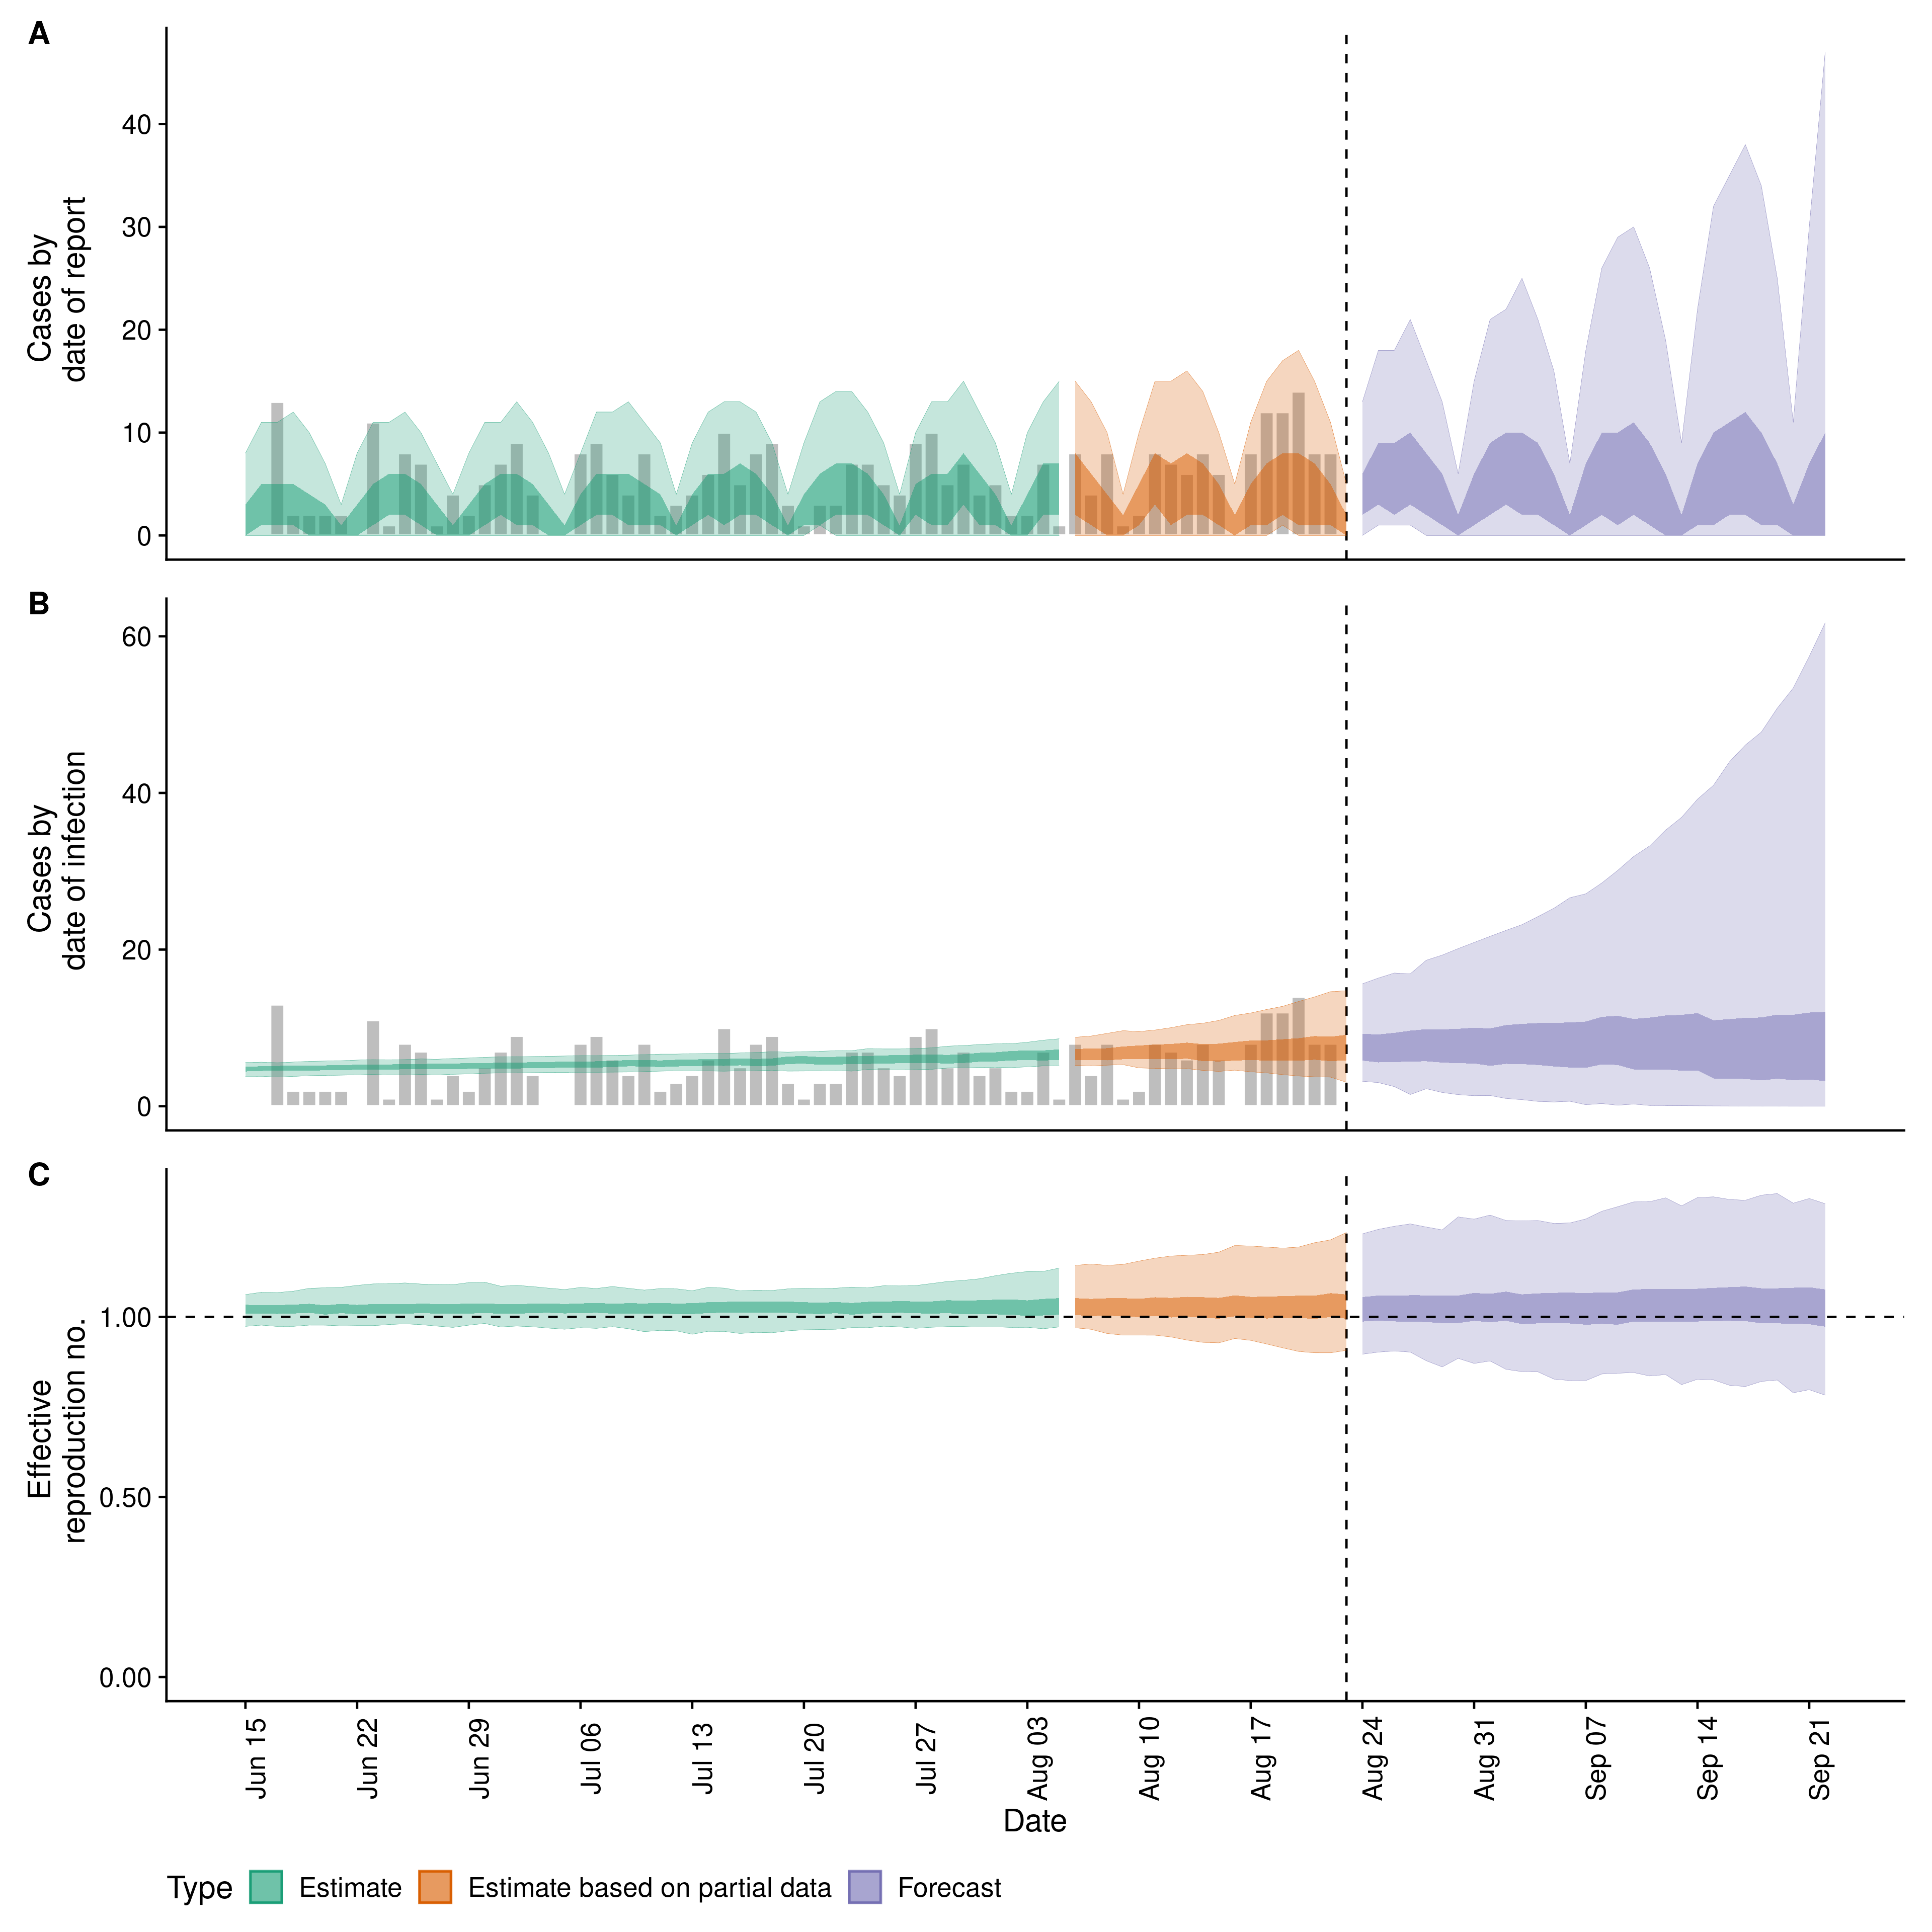 A
Cases by
date of report
40
30
20
10
0
B
Cases by
date of infection
60
40
20
0
C
Effective
reproduction no.
1.00
0.50
0.00
Jun 15
Jun 22
Jun 29
Jul 06
Jul 13
Jul 20
Jul 27
Aug 03
Aug 10
Aug 17
Aug 24
Aug 31
Sep 07
Sep 14
Sep 21
Date
Type Estimate Estimate based on partial data Forecast